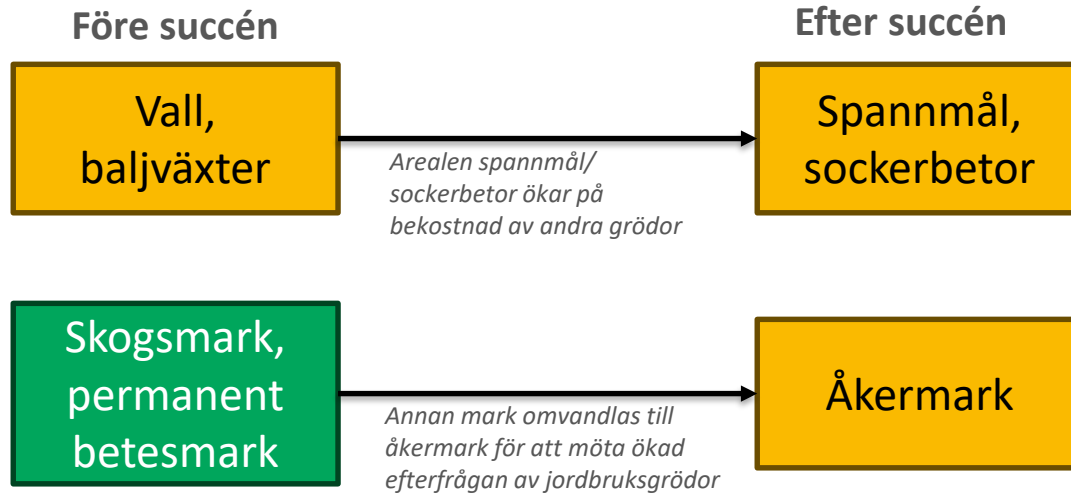 Före succén
Efter succén
Vall,
baljväxter
Arealen spannmål/
sockerbetor ökar på
bekostnad av andra grödor
Spannmål,
sockerbetor
Skogsmark,
permanent
betesmark
Annan mark omvandlas till
åkermark för att möta ökad
efterfrågan av jordbruksgrödor
Åkermark